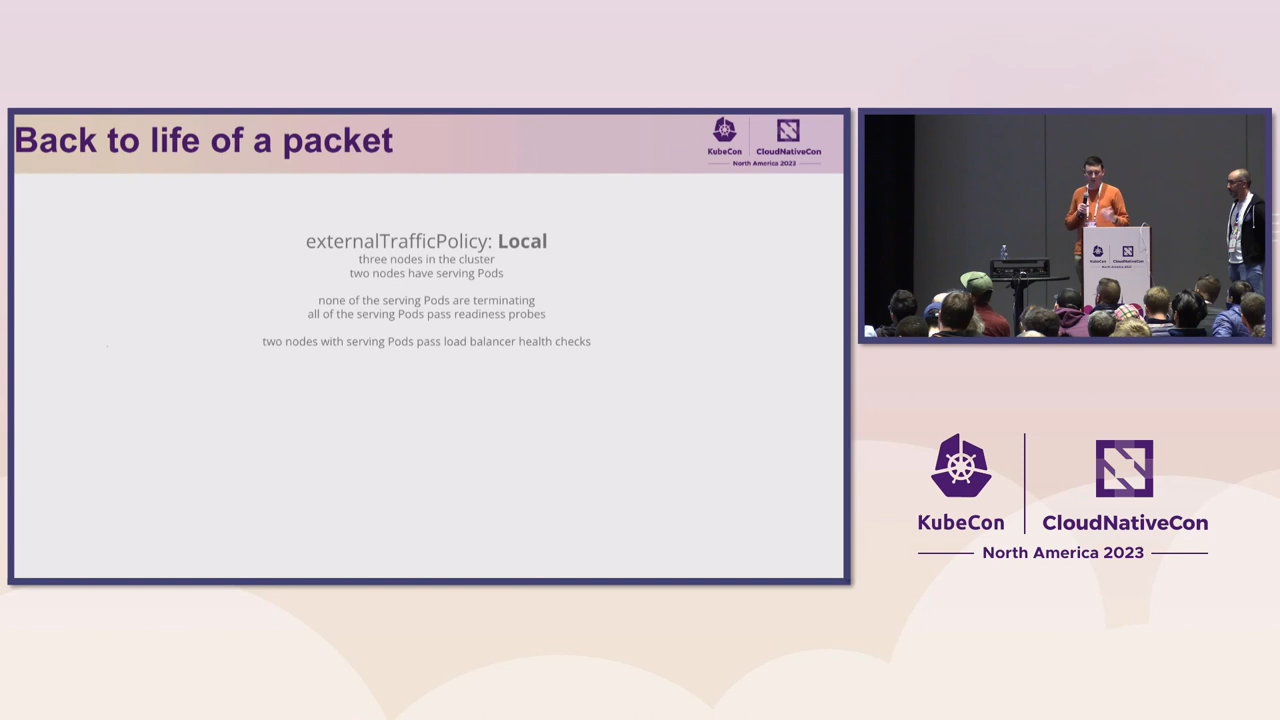 Back to life of a packet
KubeCon
CloudNativeCon
North America 2023
externalTrafficPolicy: Local
three nodes in the cluster
two nodes have serving Pods
none of the serving Pods are terminating
all of the serving Pods pass readiness probes
two nodes with serving Pods pass load balancer health checks
KubeCon
CloudNativeCon
North America 2023